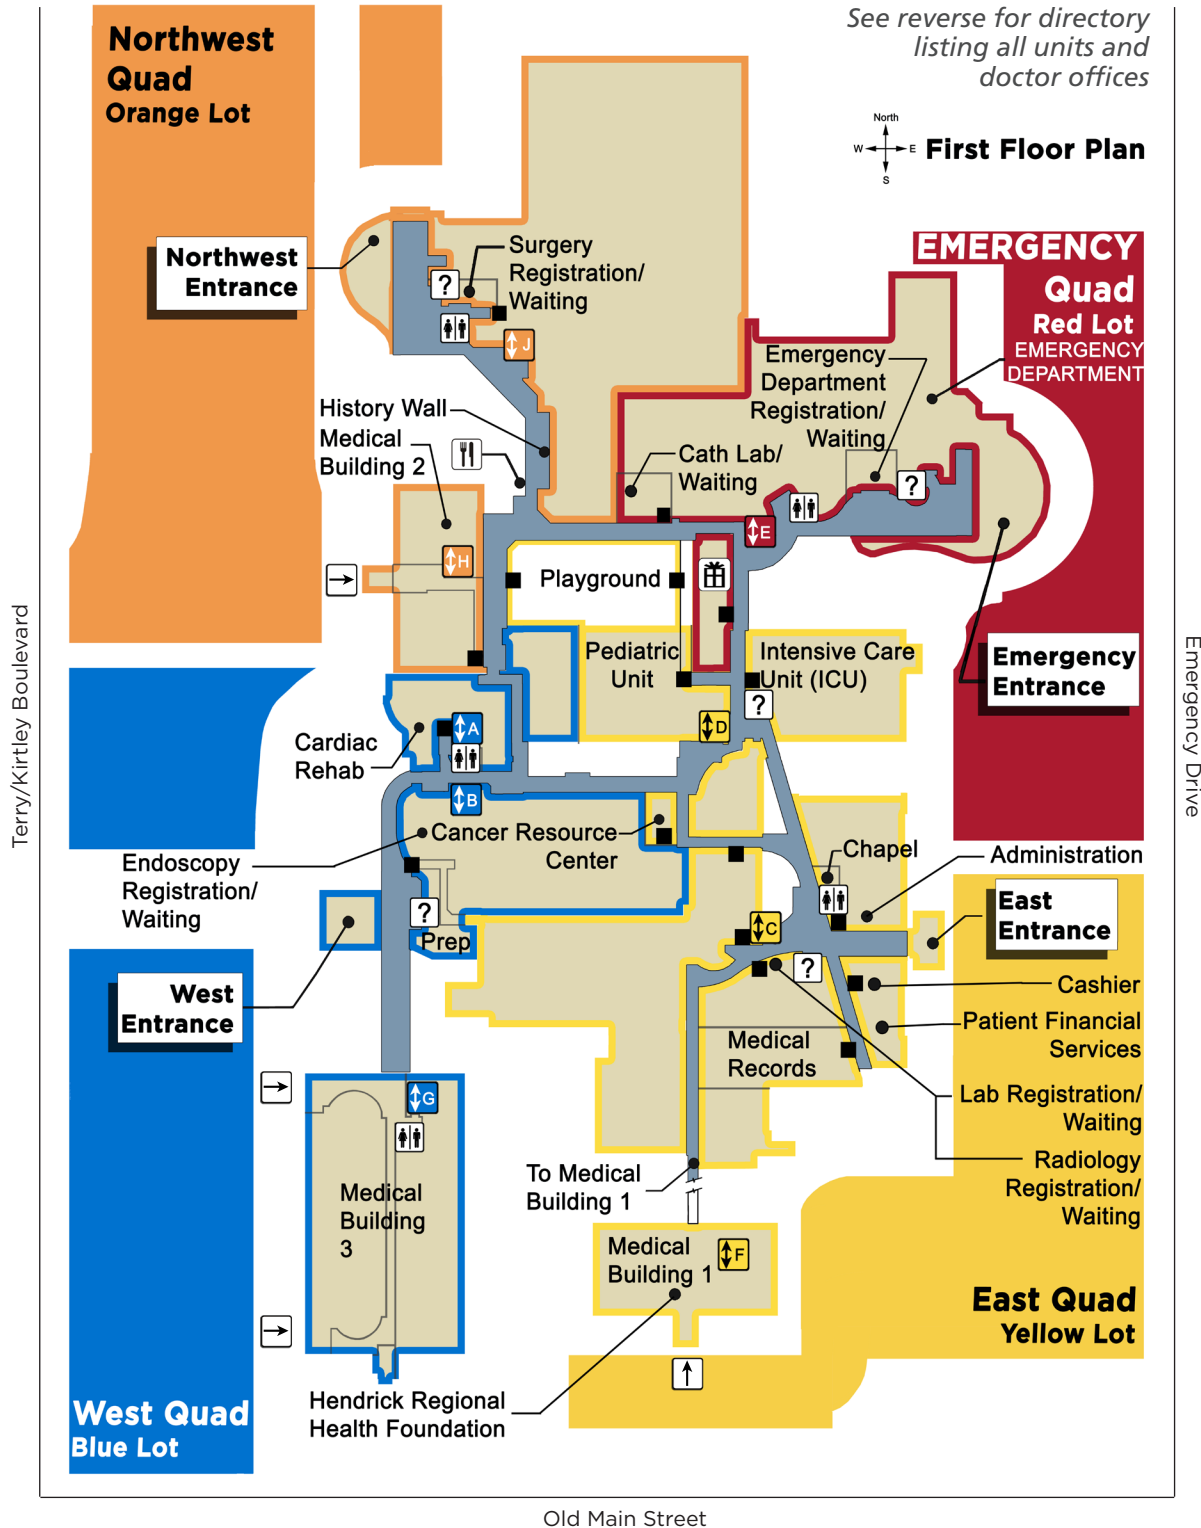 See reverse for directory
listing all units and
doctor offices
Northwest
Quad
Orange Lot
North
W
E
S
First Floor Plan
Northwest
Entrance
Surgery
Registration/
Waiting
?
J
EMERGENCY
Quad
Red Lot
EMERGENCY
DEPARTMENT
Emergency
Department
Registration/
Waiting
History Wall
Medical
Building 2
Cath Lab/
Waiting
?
E
H
Playground
Pediatric
Unit
Intensive Care
Unit (ICU)
?
D
Emergency
Entrance
Terry/Kirtley Boulevard
Emergency Drive
Cardiac
Rehab
A
B
Cancer Resource
Center
Endoscopy
Registration/
Waiting
?
Prep
Chapel
Administration
East
Entrance
C
?
West
Entrance
Cashier
Patient Financial
Services
Medical
Records
Lab Registration/
Waiting
Radiology
Registration/
Waiting
G
Medical
Building
3
To Medical
Building 1
Medical
Building 1
F
East Quad
Yellow Lot
Hendrick Regional
Health Foundation
West Quad
Blue Lot
Old Main Street